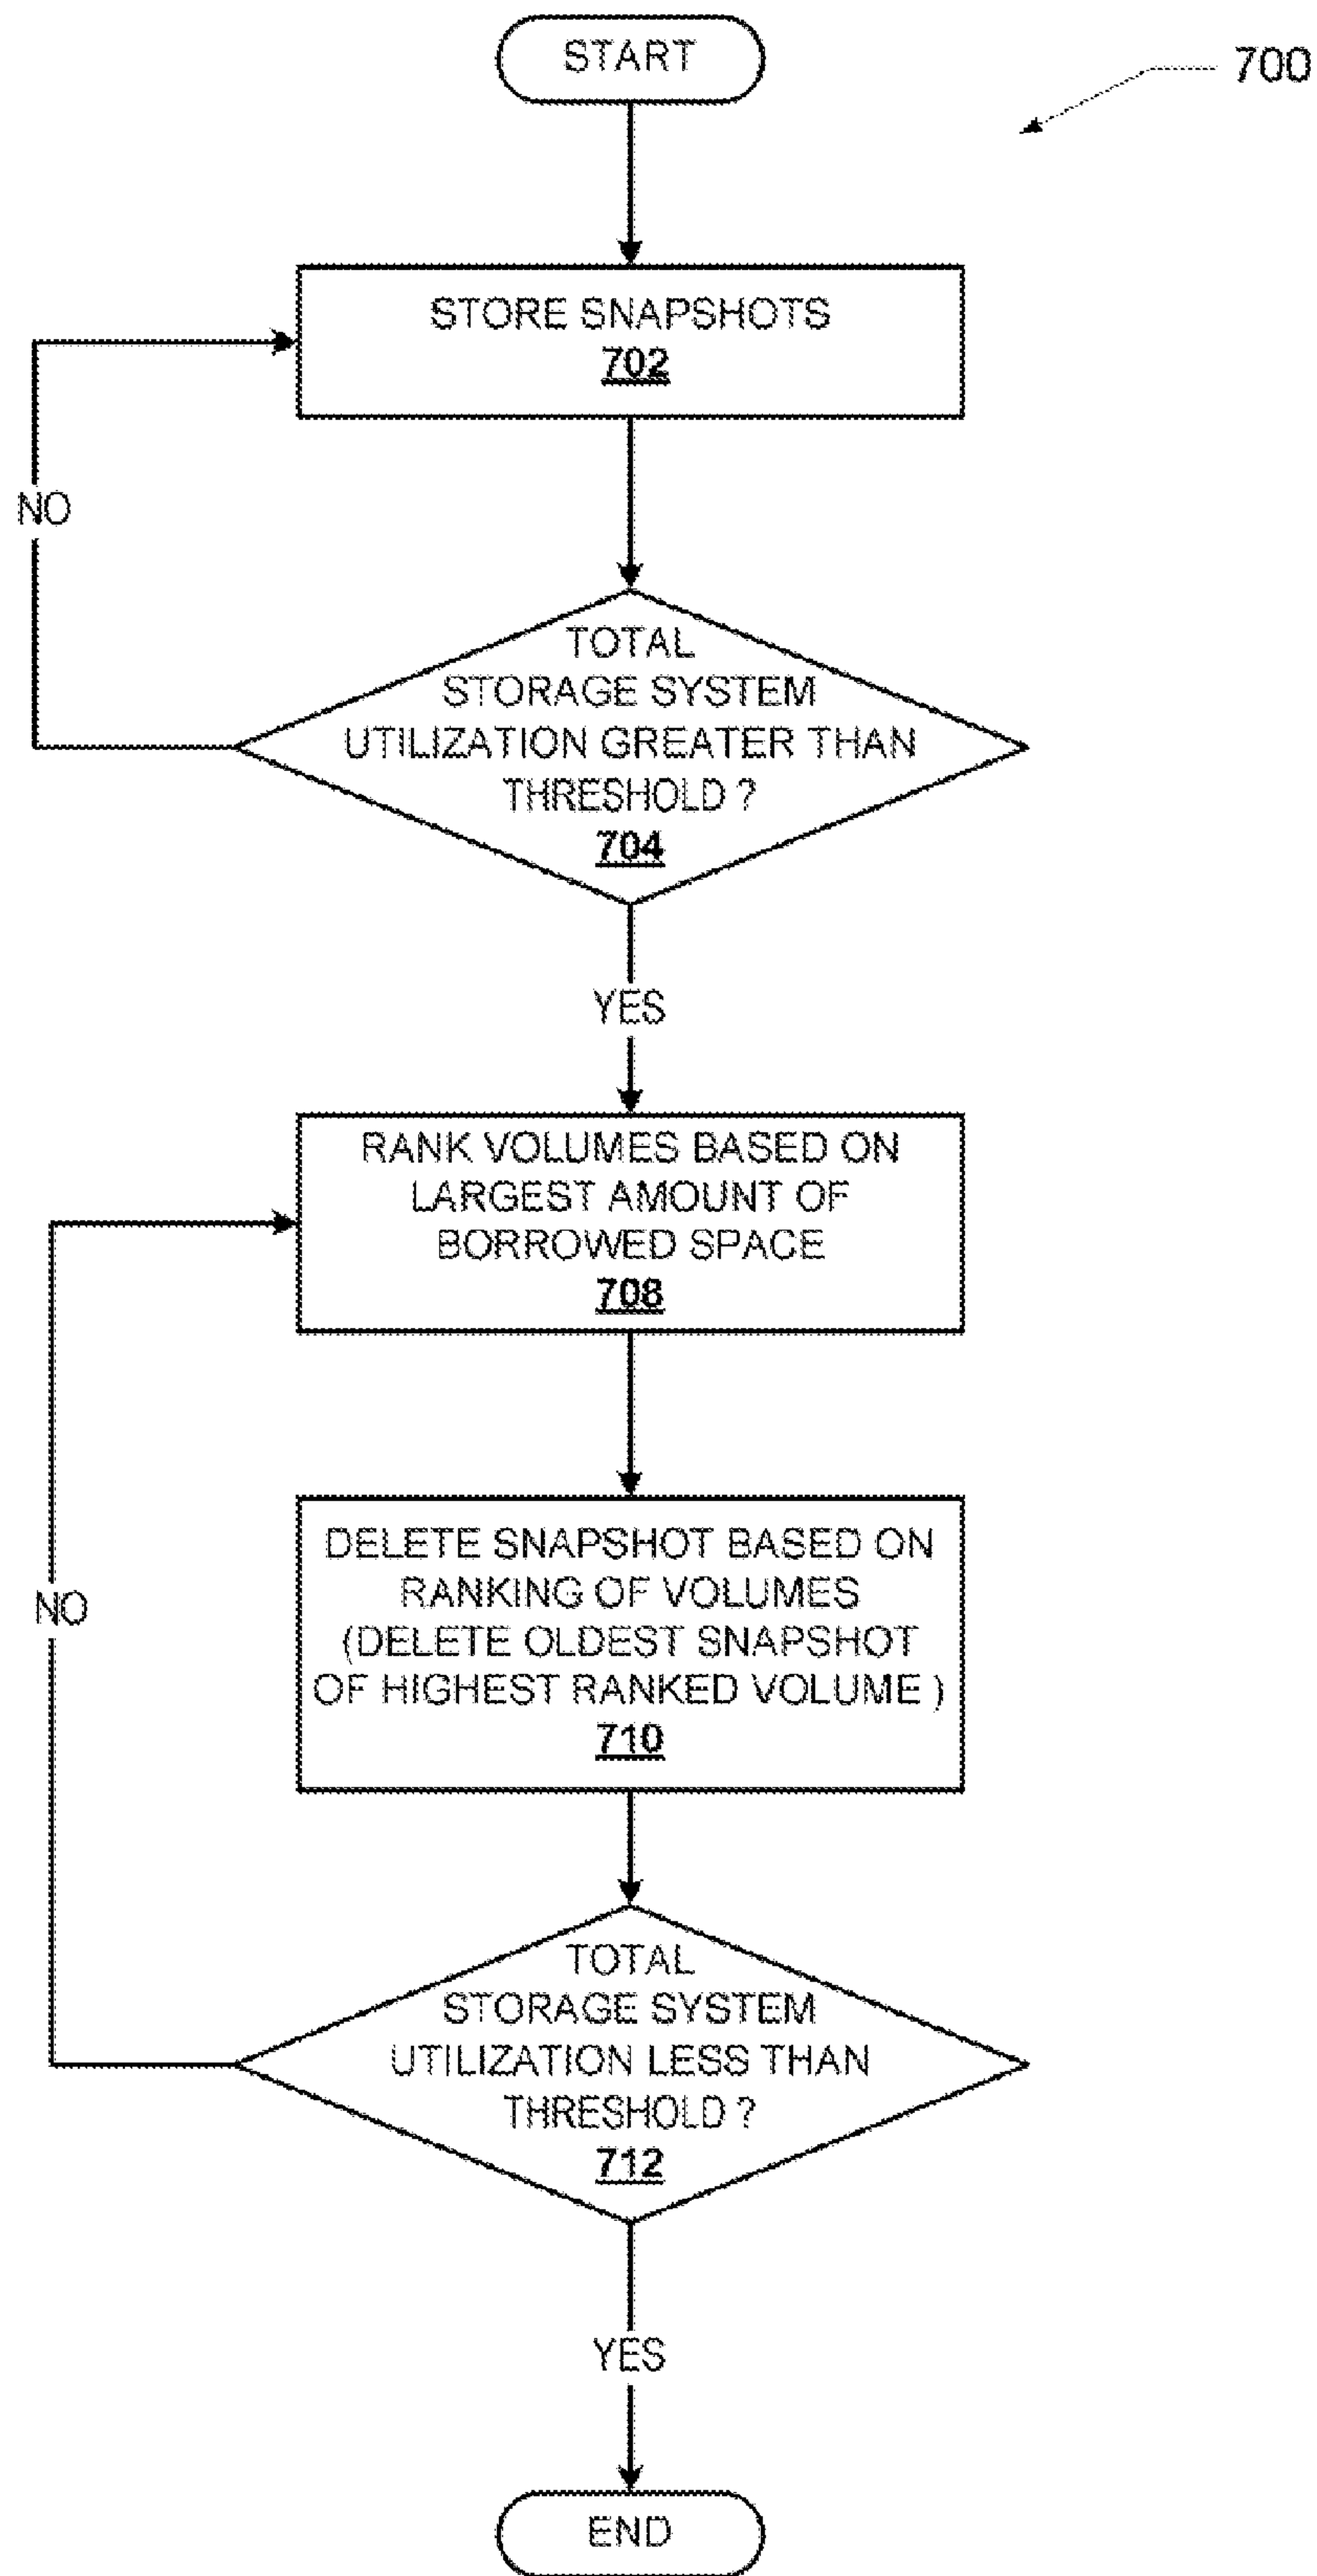 START
700
STORE SNAPSHOTS
702
NO
TOTAL
STORAGE SYSTEM
UTILIZATION GREATER THAN
THRESHOLD ?
704
YES
RANK VOLUMES BASED ON
LARGEST AMOUNT OF
BORROWED SPACE
708
DELETE SNAPSHOT BASED ON
RANKING OF VOLUMES
(DELETE OLDEST SNAPSHOT
OF HIGHEST RANKED VOLUME )
710
NO
TOTAL
STORAGE SYSTEM
UTILIZATION LESS THAN
THRESHOLD ?
712
YES
END